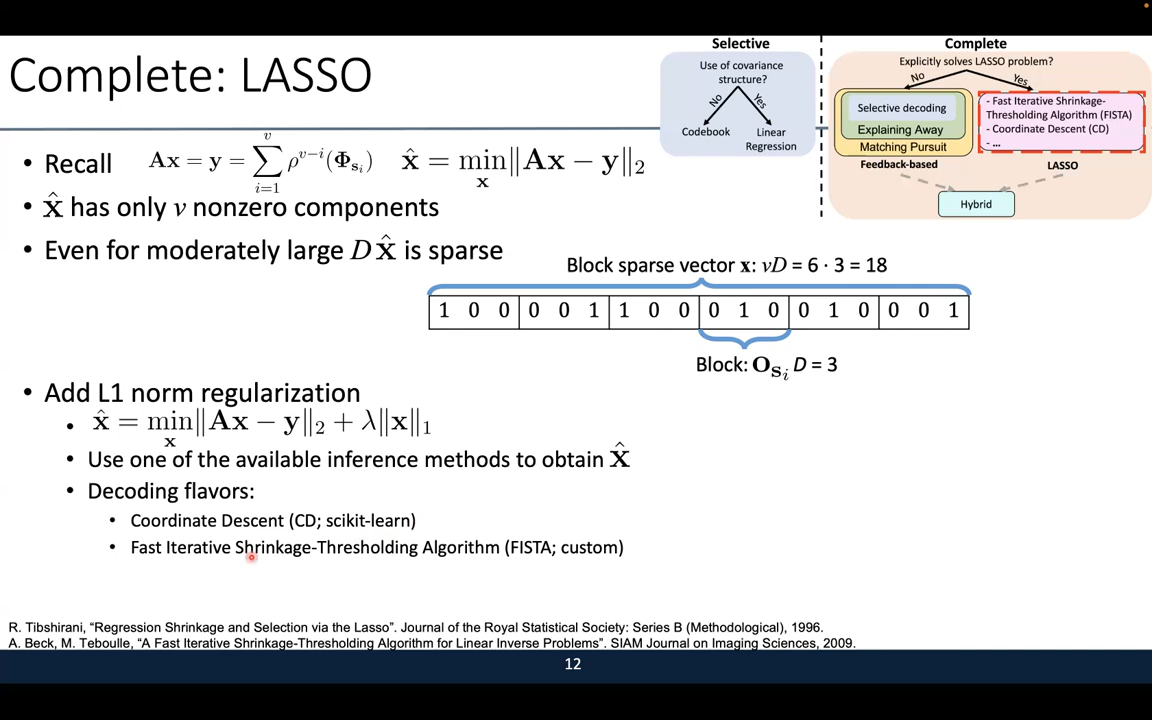 Complete: LASSO
Selective
Use of covariance
structure?
No
Yes
Codebook
Linear
Regression
Complete
Explicitly solves LASSO problem?
No
Yes
Selective decoding
Explaining Away
Matching Pursuit
Feedback-based
- Fast Iterative Shrinkage-
Thresholding Algorithm (FISTA)
- Coordinate Descent (CD)
- ...
LASSO
Hybrid
• Recall Ax = y = \sum_{i=1}^{v} ρ^{v−i}(Φ_{s_i}) x̂ = min_x ‖Ax − y‖_2
• x̂ has only v nonzero components
• Even for moderately large D x̂ is sparse
Block sparse vector x: vD = 6 · 3 = 18
1 0 0 0 0 1 1 0 0 0 1 0 0 1 0 0 0 1
Block: O_{s_i} D = 3
• Add L1 norm regularization
• x̂ = min_x ‖Ax − y‖_2 + λ‖x‖_1
• Use one of the available inference methods to obtain x̂
• Decoding flavors:
• Coordinate Descent (CD; scikit-learn)
• Fast Iterative Shrinkage-Thresholding Algorithm (FISTA; custom)
R. Tibshirani, “Regression Shrinkage and Selection via the Lasso”. Journal of the Royal Statistical Society: Series B (Methodological), 1996.
A. Beck, M. Teboulle, “A Fast Iterative Shrinkage-Thresholding Algorithm for Linear Inverse Problems”. SIAM Journal on Imaging Sciences, 2009.
12